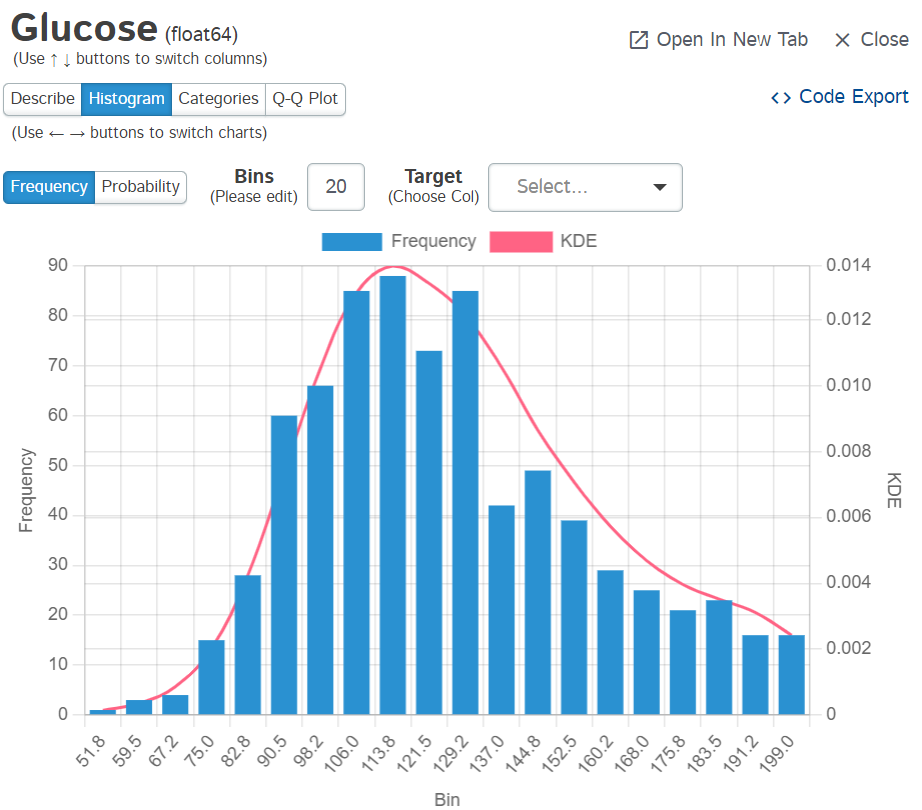 Glucose (float64)
Open In New Tab
Close
(Use ↑ ↓ buttons to switch columns)
Describe Histogram Categories Q-Q Plot
Code Export
(Use ← → buttons to switch charts)
Frequency Probability
Bins
(Please edit)
20
Target
(Choose Col)
Select...
Frequency KDE
90
80
70
60
50
40
30
20
10
0
Frequency
0.014
0.012
0.010
0.008
0.006
0.004
0.002
0
KDE
51.8 59.5 67.2 75.0 82.8 90.5 98.2 106.0 113.8 121.5 129.2 137.0 144.8 152.5 160.2 168.0 175.8 183.5 191.2 199.0
Bin